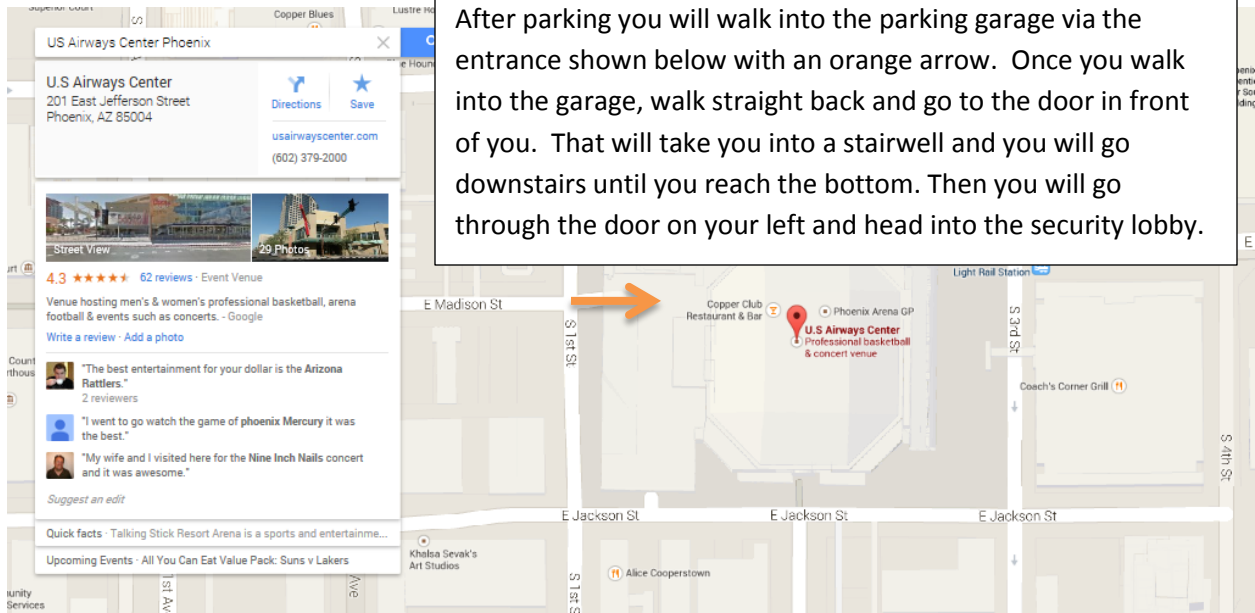 Superior Court
Copper Blues
US Airways Center Phoenix
U.S Airways Center
201 East Jefferson Street
Phoenix, AZ 85004
Directions
Save
usairwayscenter.com
(602) 379-2000
Street View
29 Photos
4.3
62 reviews · Event Venue
Venue hosting men's & women's professional basketball, arena
football & events such as concerts. - Google
Write a review · Add a photo
"The best entertainment for your dollar is the Arizona
Rattlers."
2 reviewers
"I went to go watch the game of phoenix Mercury it was
the best."
"My wife and I visited here for the Nine Inch Nails concert
and it was awesome."
Suggest an edit
Quick facts · Talking Stick Resort Arena is a sports and entertainme...
Upcoming Events · All You Can Eat Value Pack: Suns v Lakers
After parking you will walk into the parking garage via the
entrance shown below with an orange arrow. Once you walk
into the garage, walk straight back and go to the door in front
of you. That will take you into a stairwell and you will go
downstairs until you reach the bottom. Then you will go
through the door on your left and head into the security lobby.
Light Rail Station
E
E Madison St
S 1st St
Copper Club
Restaurant & Bar
Phoenix Arena GP
U.S Airways Center
Professional basketball
& concert venue
S 3rd St
Coach's Corner Grill
S 4th St
E Jackson St
E Jackson St
E Jackson St
Khalsa Sevak's
Art Studios
Alice Cooperstown
1st Av
Ave
S 1st S
Services